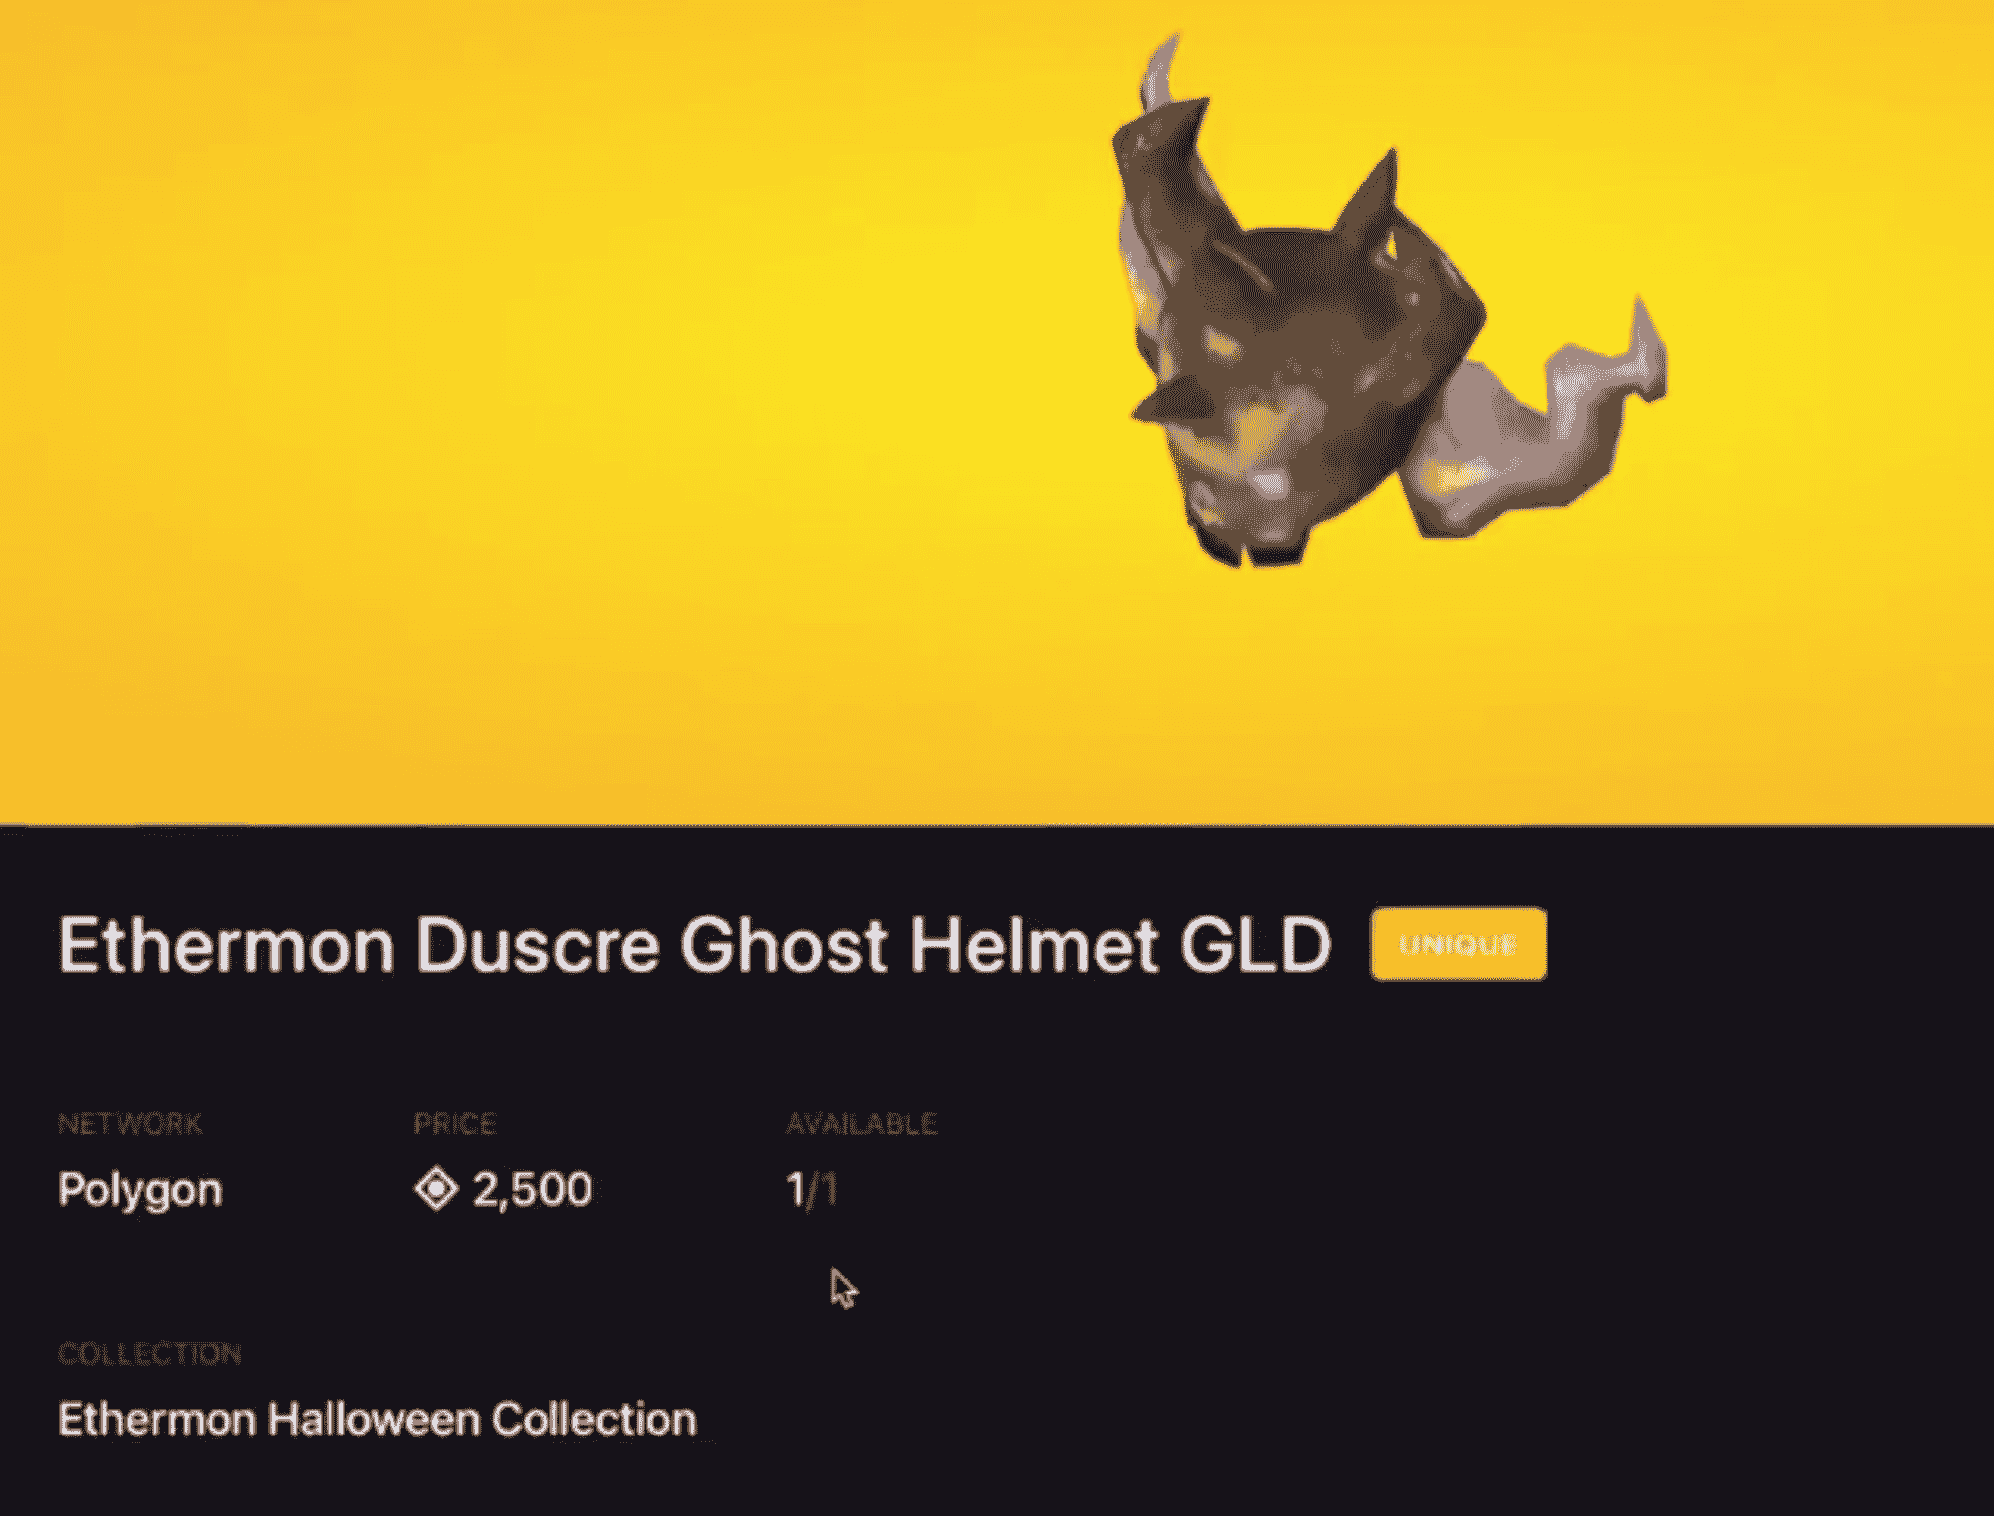 Ethermon Duscre Ghost Helmet GLD UNIQUE
NETWORK PRICE AVAILABLE
Polygon 2,500 1/1
COLLECTION
Ethermon Halloween Collection